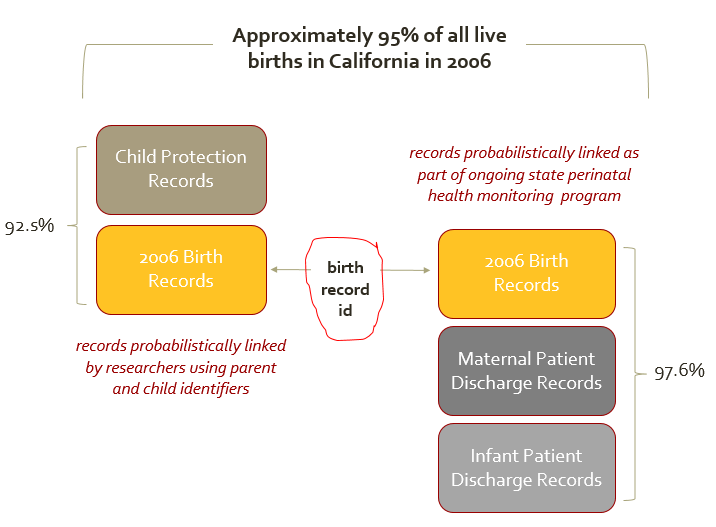 Approximately 95% of all live
births in California in 2006
Child Protection
Records
92.5%
2006 Birth
Records
records probabilistically linked
by researchers using parent
and child identifiers
birth
record
id
records probabilistically linked as
part of ongoing state perinatal
health monitoring program
2006 Birth
Records
Maternal Patient
Discharge Records
97.6%
Infant Patient
Discharge Records